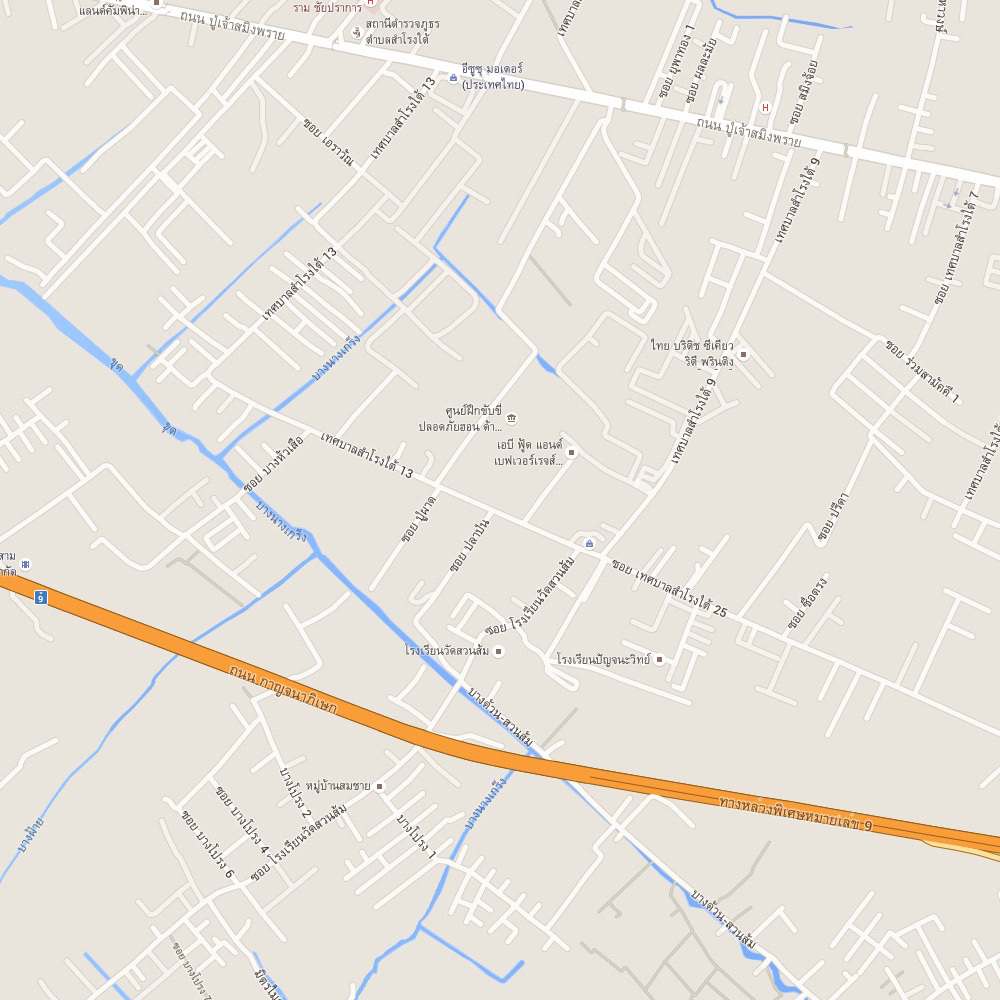 แลนด์คัมพิน่า...
ถนน ปู่เจ้าสมิงพราย
ราม ชัยปราการ
H
สถานีตำรวจภูธร
ตำบลสำโรงใต้
อีซูซุ มอเตอร์
(ประเทศไทย)
ซอย ยูพาทอง 1
ซอย ผลละมัย
ซอย สมิงจ้อย
H
ถนน ปู่เจ้าสมิงพราย
ซอย เอราวัณ
เทศบาลสำโรงใต้ 13
เทศบาลสำโรงใต้ 9
ซอย เทศบาลสำโรงใต้ 7
เทศบาลสำโรงใต้ 13
บางนางเกร็ง
ขุด
ขุด
ไทย บริติช ซีเคียว
ริตี พรินติง
ซอย ร่วมสามัคคี 1
ศูนย์ฝึกขับขี่
ปลอดภัยฮอน ด้า...
เอบี ฟู้ด แอนด์
เบฟเวอร์เรจส์...
เทศบาลสำโรงใต้ 9
เทศบาลสำโรงใต้ 13
ซอย บางหัวเสือ
บางนางเกร็ง
ซอย ปูผาด
ซอย ปลาปิ่น
ซอย ปรีดา
ซอย เทศบาลสำโรงใต้ 25
ซอย ซื่อตรง
ซอย โรงเรียนวัดสวนส้ม
โรงเรียนวัดสวนส้ม
โรงเรียนปัญจนะวิทย์
9
ถนน กาญจนาภิเษก
บางด้วน-สวนส้ม
ทางหลวงพิเศษหมายเลข 9
หมู่บ้านสมชาย
บางโปรง 2
ซอย บางโปรง 4
ซอย บางโปรง 6
ซอย โรงเรียนวัดสวนส้ม
บางโปรง 1
บางนางเกร็ง
บางฝ้าย
บางด้วน-สวนส้ม
ซอย บางโปรง